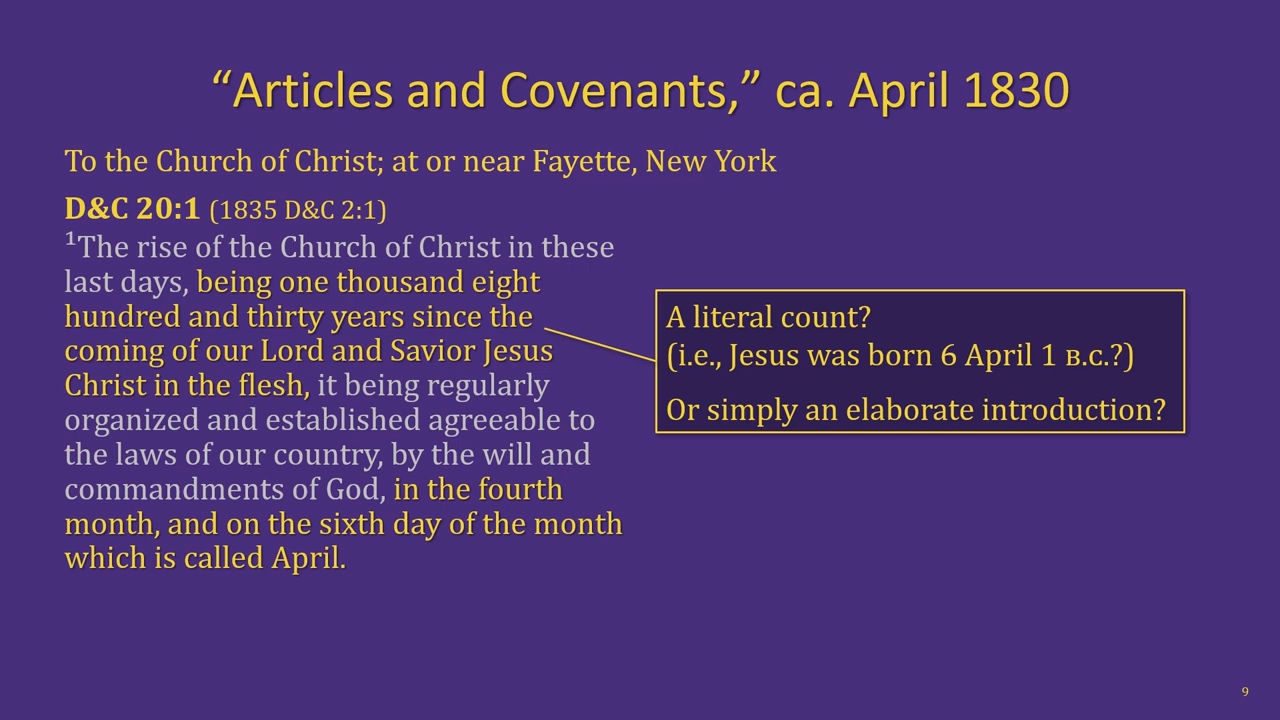 “Articles and Covenants,” ca. April 1830
To the Church of Christ; at or near Fayette, New York
D&C 20:1 (1835 D&C 2:1)
¹The rise of the Church of Christ in these
last days, being one thousand eight
hundred and thirty years since the
coming of our Lord and Savior Jesus
Christ in the flesh, it being regularly
organized and established agreeable to
the laws of our country, by the will and
commandments of God, in the fourth
month, and on the sixth day of the month
which is called April.
A literal count?
(i.e., Jesus was born 6 April 1 B.C.?)
Or simply an elaborate introduction?
9